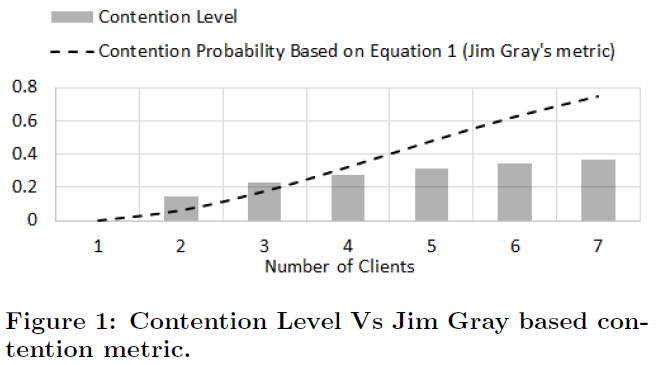 Contention Level
Contention Probability Based on Equation 1 (Jim Gray's metric)
0.8
0.6
0.4
0.2
0
1 2 3 4 5 6 7
Number of Clients
Figure 1: Contention Level Vs Jim Gray based con-
tention metric.